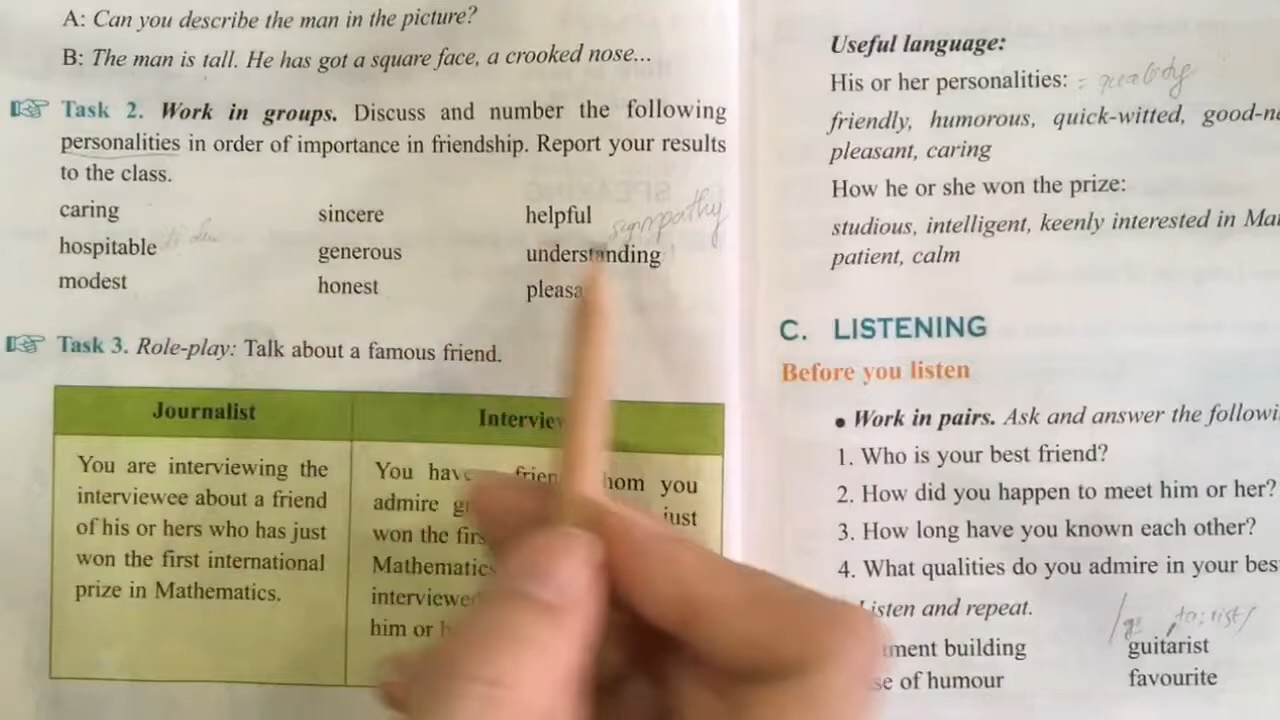 A: Can you describe the man in the picture?
B: The man is tall. He has got a square face, a crooked nose...
Task 2. Work in groups. Discuss and number the following
personalities in order of importance in friendship. Report your results
to the class.
caring sincere helpful sympathy
hospitable generous understanding
modest honest
Task 3. Role-play: Talk about a famous friend.
Journalist
You are interviewing the
interviewee about a friend
of his or hers who has just
won the first international
prize in Mathematics.
You have
admire
won the
Mathematics
him or
whom you
just
Useful language:
His or her personalities: = quality
friendly, humorous, quick-witted,
pleasant, caring
How he or she won the prize:
studious, intelligent, keenly interested in
patient, calm
C. LISTENING
Before you listen
• Work in pairs. Ask and answer the
1. Who is your best friend?
2. How did you happen to meet him or her?
3. How long have you known each other?
4. What qualities do you admire in your
Listen and repeat.
building guitarist
of humour favourite